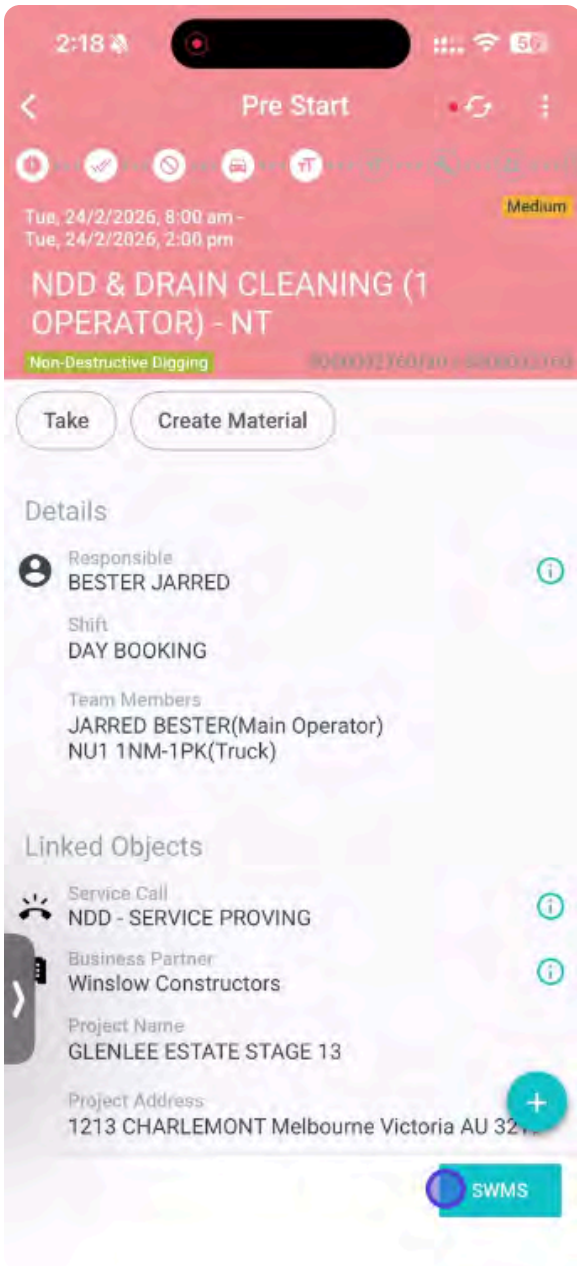 2:18
Pre Start
Tue, 24/2/2026, 8:00 am -
Tue, 24/2/2026, 2:00 pm
Medium
NDD & DRAIN CLEANING (1
OPERATOR) - NT
Non-Destructive Digging
Take
Create Material
Details
Responsible
BESTER JARRED
Shift
DAY BOOKING
Team Members
JARRED BESTER(Main Operator)
NU1 1NM-1PK(Truck)
Linked Objects
Service Call
NDD - SERVICE PROVING
Business Partner
Winslow Constructors
Project Name
GLENLEE ESTATE STAGE 13
Project Address
1213 CHARLEMONT Melbourne Victoria AU
SWMS